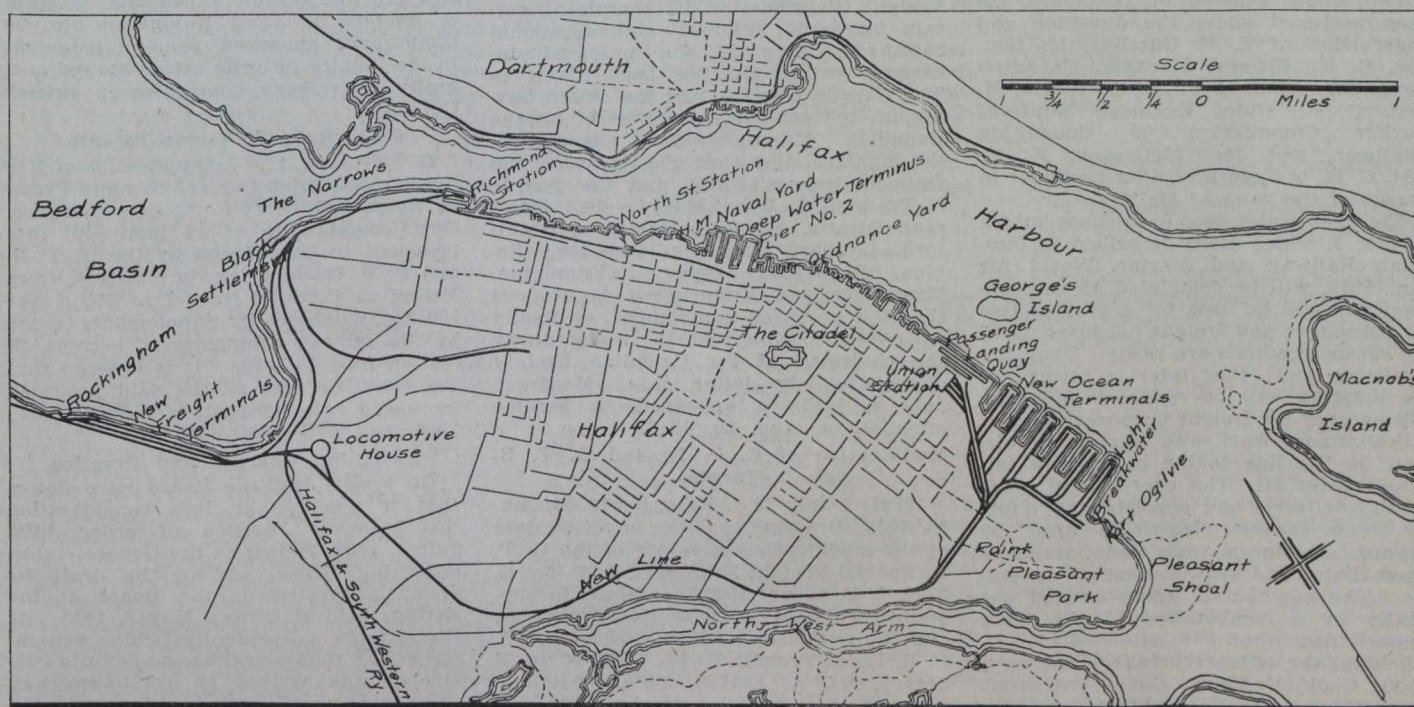 Scale
1 3/4 1/2 1/4 0 Miles 1
Dartmouth
Halifax
Harbour
Bedford
Basin
The Narrows
Richmond
Station
North St. Station
H M Naval Yard
Deep Water Terminus
Pier No. 2
Ordnance Yard
George's
Island
Macnob's
Island
Black
Settlement
Rockingham
New
Freight
Terminals
Locomotive
House
The Citadel
Halifax
Union
Station
Passenger
Landing
Quay
New Ocean
Terminals
Light
Breakwater
Ft Ogilvie
Point
Pleasant
Park
Pleasant
Shoal
New Line
North West Arm
Halifax & South Western
Ry.